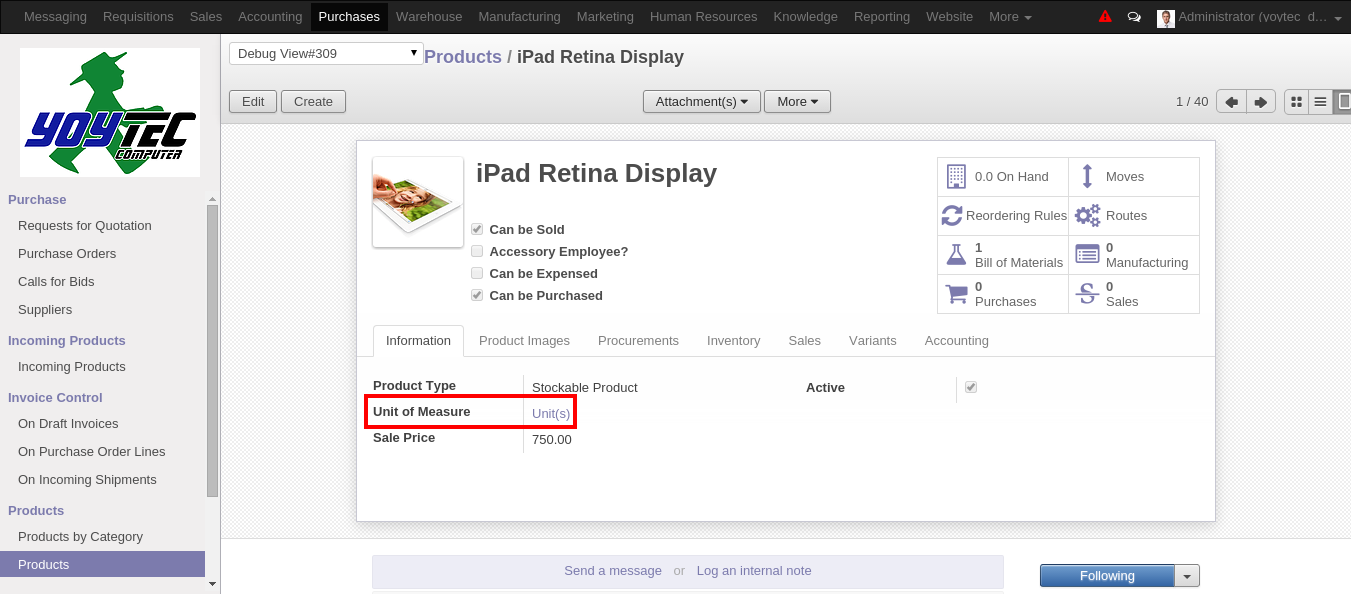 Messaging Requisitions Sales Accounting Purchases Warehouse Manufacturing Marketing Human Resources Knowledge Reporting Website More Administrator (yoytec_d...
Debug View#309 Products / iPad Retina Display
Edit Create Attachment(s) More 1 / 40
YOYTEC
COMPUTER
Purchase
Requests for Quotation
Purchase Orders
Calls for Bids
Suppliers
Incoming Products
Incoming Products
Invoice Control
On Draft Invoices
On Purchase Order Lines
On Incoming Shipments
Products
Products by Category
Products
iPad Retina Display
Can be Sold
Accessory Employee?
Can be Expensed
Can be Purchased
0.0 On Hand Moves
Reordering Rules Routes
1 Bill of Materials 0 Manufacturing
0 Purchases 0 Sales
Information Product Images Procurements Inventory Sales Variants Accounting
Product Type Stockable Product Active
Unit of Measure Unit(s)
Sale Price 750.00
Send a message or Log an internal note Following